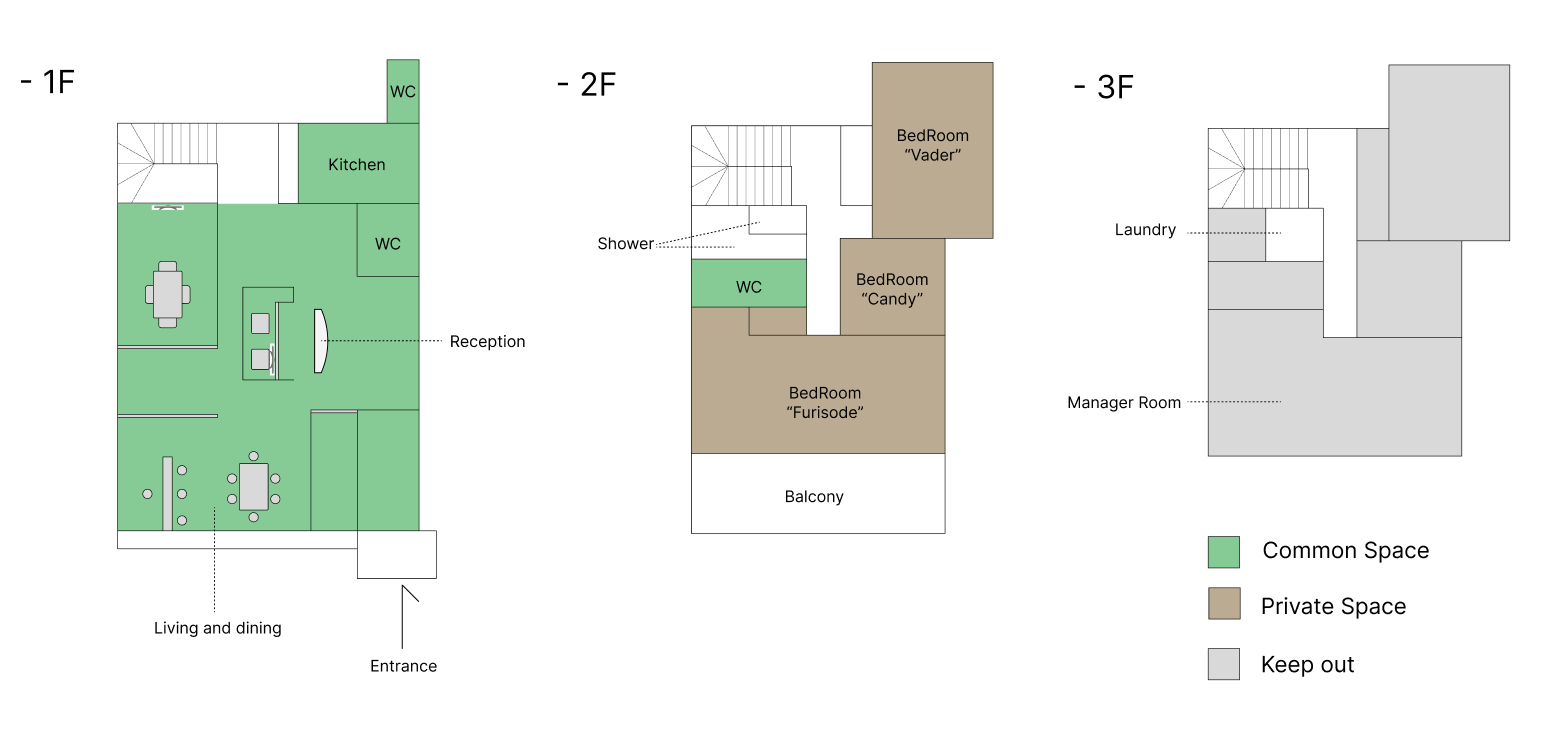 - 1F
WC
Kitchen
WC
Reception
Living and dining
Entrance
- 2F
BedRoom
“Vader”
Shower
WC
BedRoom
“Candy”
BedRoom
“Furisode”
Balcony
- 3F
Laundry
Manager Room
Common Space
Private Space
Keep out